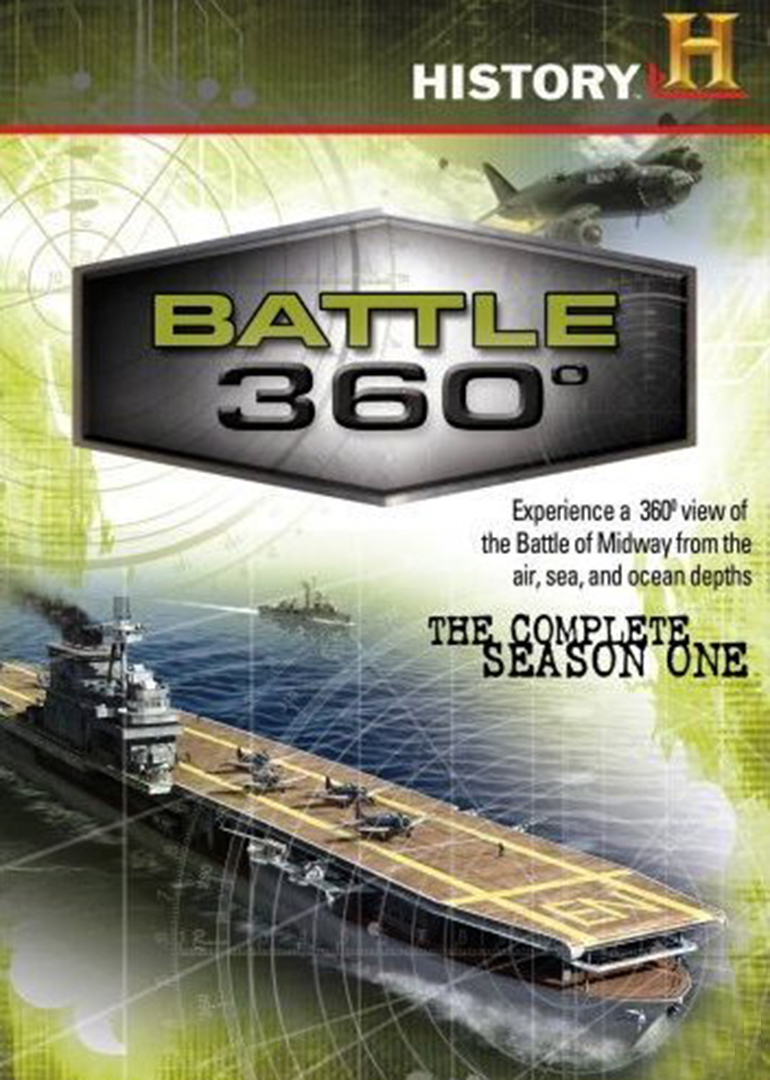 HISTORY H
BATTLE
360°
Experience a 360° view of
the Battle of Midway from the
air, sea, and ocean depths
THE COMPLETE
SEASON ONE
EN